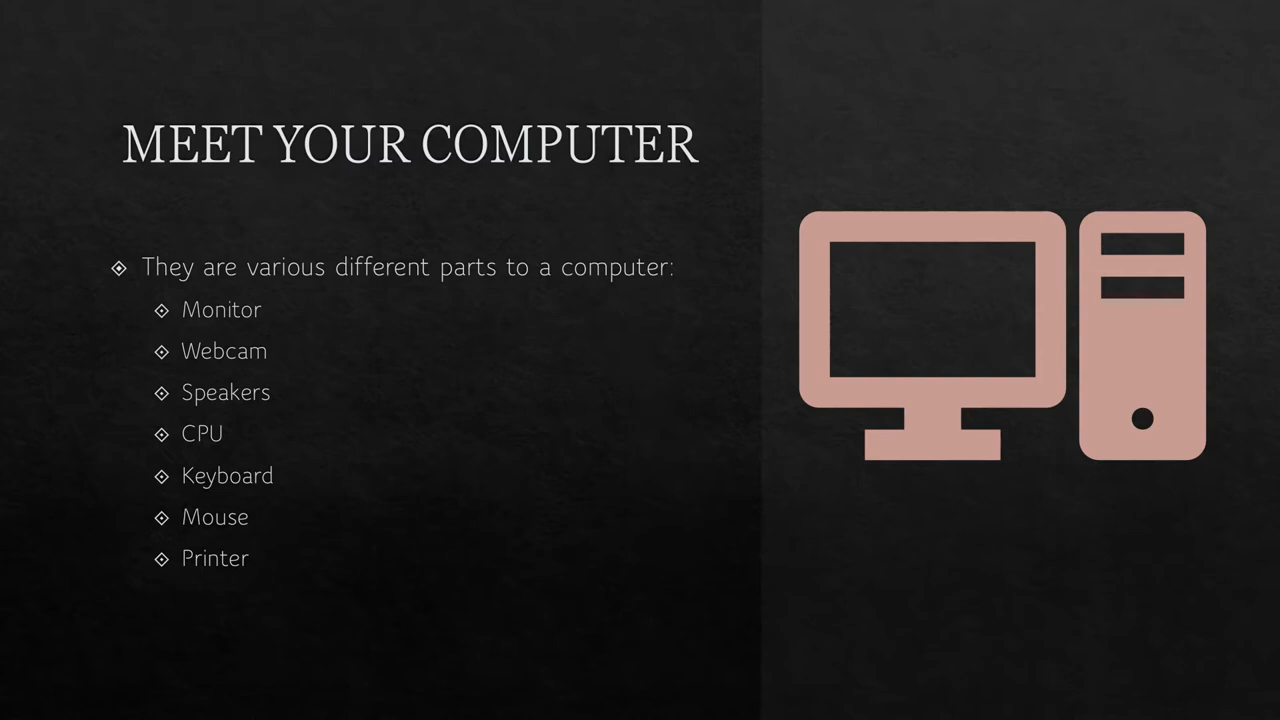 MEET YOUR COMPUTER
They are various different parts to a computer:
Monitor
Webcam
Speakers
CPU
Keyboard
Mouse
Printer